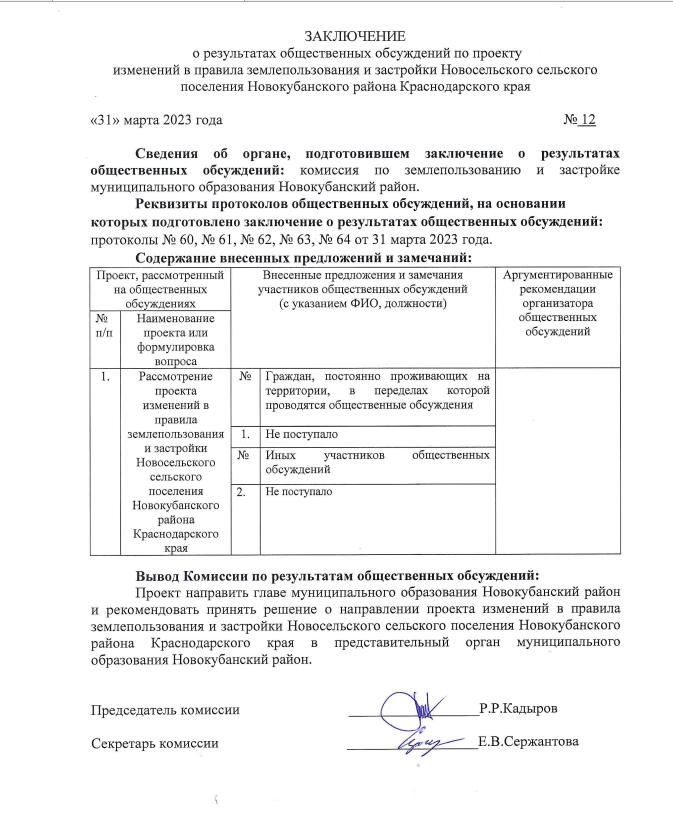 ЗАКЛЮЧЕНИЕ
о результатах общественных обсуждений по проекту
изменений в правила землепользования и застройки Новосельского сельского
поселения Новокубанского района Краснодарского края
«31» марта 2023 года № 12
Сведения об органе, подготовившем заключение о результатах
общественных обсуждений: комиссия по землепользованию и застройке
муниципального образования Новокубанский район.
Реквизиты протоколов общественных обсуждений, на основании
которых подготовлено заключение о результатах общественных обсуждений:
протоколы № 60, № 61, № 62, № 63, № 64 от 31 марта 2023 года.
Содержание внесенных предложений и замечаний:
Проект, рассмотренный
на общественных
обсуждениях
№
п/п
Наименование
проекта или
формулировка
вопроса
Внесенные предложения и замечания
участников общественных обсуждений
(с указанием ФИО, должности)
Аргументированные
рекомендации
организатора
общественных
обсуждений
1.
Рассмотрение
проекта
изменений в
правила
землепользования
и застройки
Новосельского
сельского
поселения
Новокубанского
района
Краснодарского
края
№ Граждан, постоянно проживающих на
территории, в пределах которой
проводятся общественные обсуждения
1. Не поступало
№ Иных участников общественных
обсуждений
2. Не поступало
Вывод Комиссии по результатам общественных обсуждений:
Проект направить главе муниципального образования Новокубанский район
и рекомендовать принять решение о направлении проекта изменений в правила
землепользования и застройки Новосельского сельского поселения Новокубанского
района Краснодарского края в представительный орган муниципального
образования Новокубанский район.
Председатель комиссии Р.Р.Кадыров
Секретарь комиссии Е.В.Сержантова